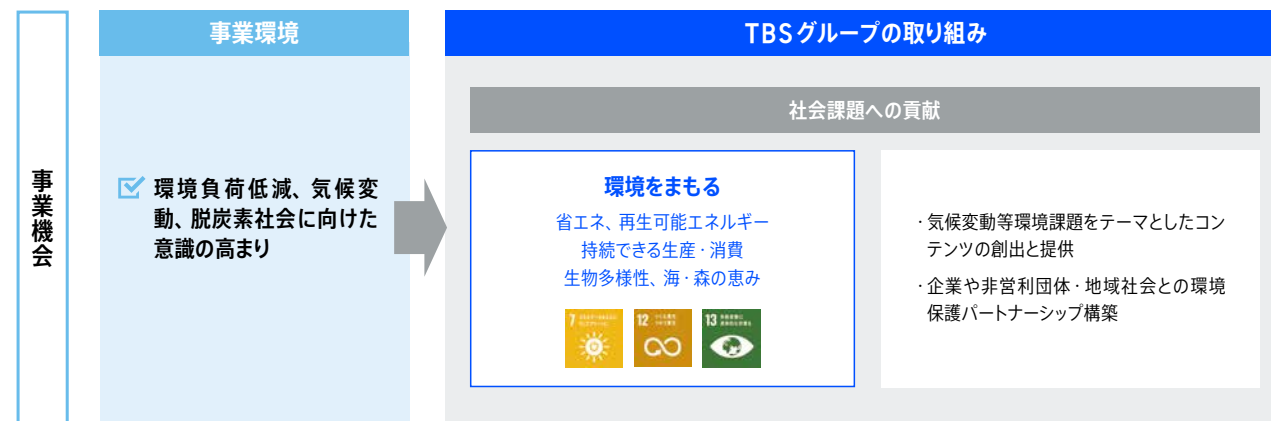 事業機会
事業環境
環境負荷低減、気候変
動、脱炭素社会に向けた
意識の高まり
TBSグループの取り組み
社会課題への貢献
環境をまもる
省エネ、再生可能エネルギー
持続できる生産・消費
生物多様性、海・森の恵み
7
12
13
・気候変動等環境課題をテーマとしたコン
テンツの創出と提供
・企業や非営利団体・地域社会との環境
保護パートナーシップ構築